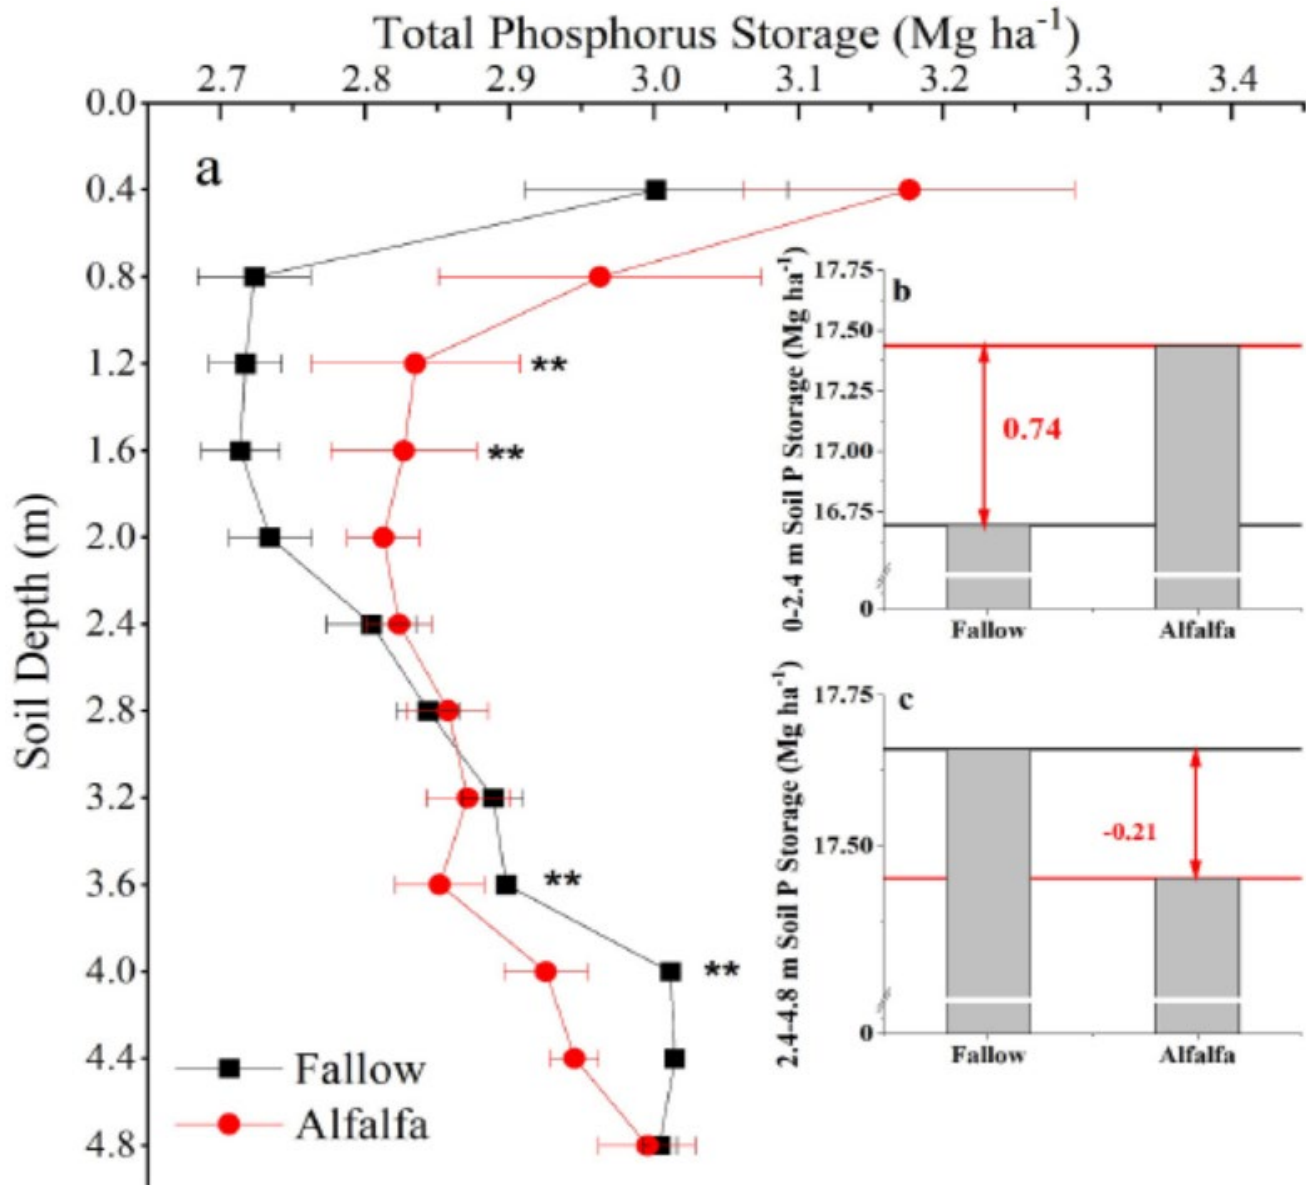 Total Phosphorus Storage (Mg ha-1)
2.7 2.8 2.9 3.0 3.1 3.2 3.3 3.4
0.0
a
0.4
0.8
1.2 **
1.6 **
2.0
2.4
2.8
3.2
3.6 **
4.0 **
4.4
4.8
Soil Depth (m)
Fallow
Alfalfa
b
0-2.4 m Soil P Storage (Mg ha-1)
17.75
17.50
17.25
17.00
16.75
0
0.74
Fallow Alfalfa
c
2.4-4.8 m Soil P Storage (Mg ha-1)
17.75
17.50
0
-0.21
Fallow Alfalfa